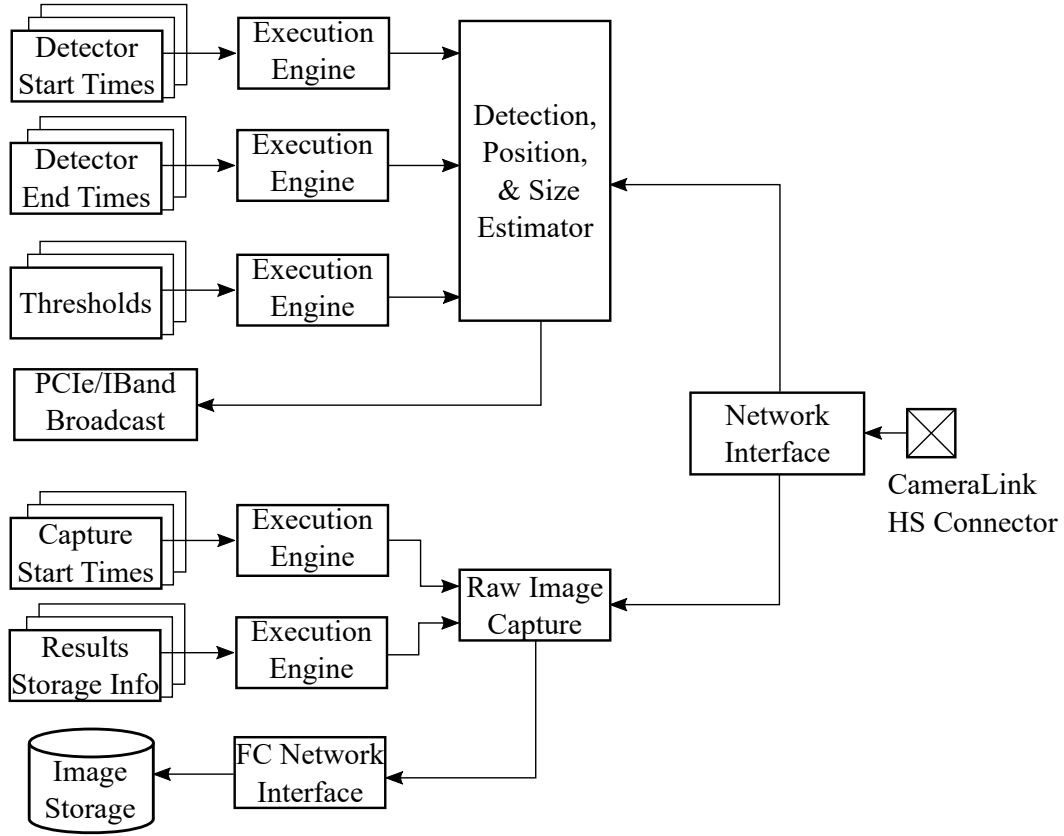 Detector
Start Times
Execution
Engine
Detection,
Position,
& Size
Estimator
Detector
End Times
Execution
Engine
Thresholds
Execution
Engine
PCIe/IBand
Broadcast
Network
Interface
CameraLink
HS Connector
Capture
Start Times
Execution
Engine
Raw Image
Capture
Results
Storage Info
Execution
Engine
Image
Storage
FC Network
Interface